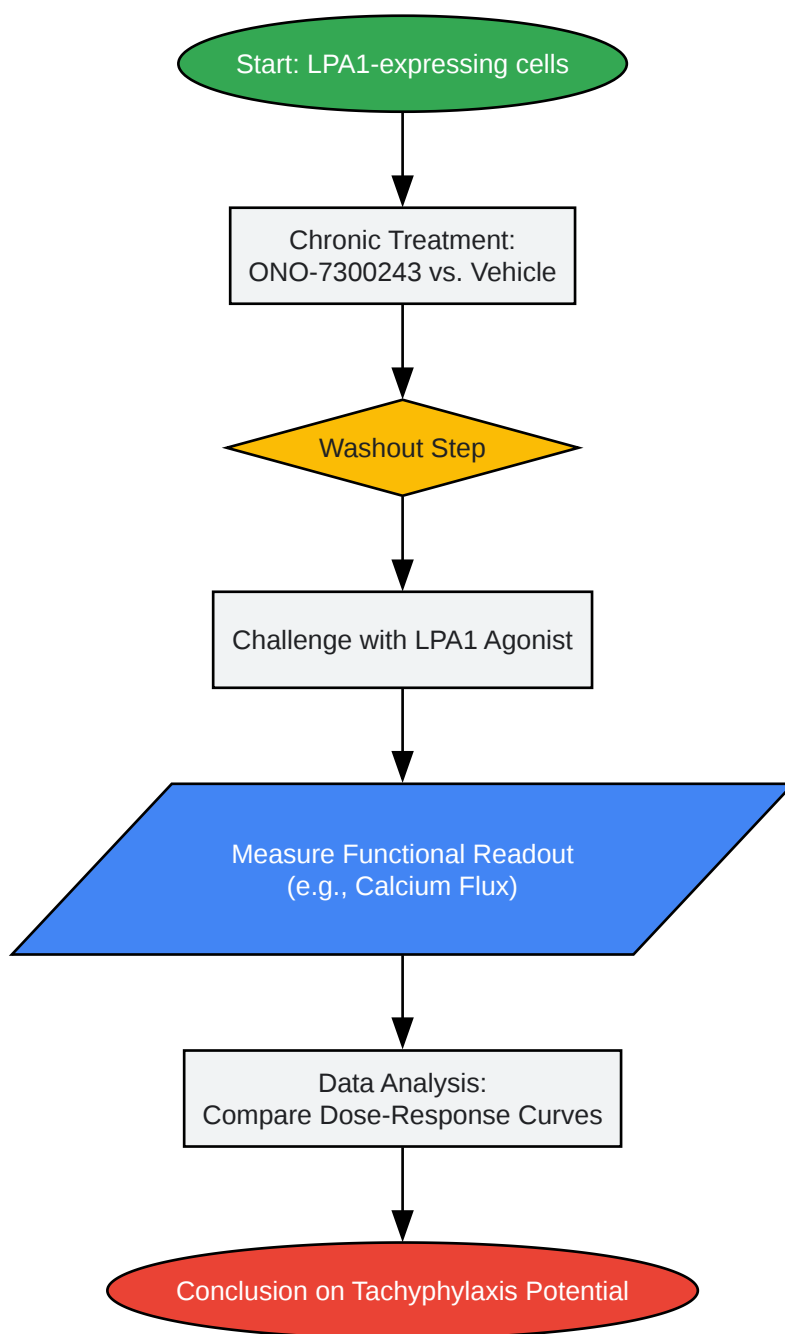 Start: LPA1-expressing cells
Chronic Treatment:
ONO-7300243 vs. Vehicle
Washout Step
Challenge with LPA1 Agonist
Measure Functional Readout
(e.g., Calcium Flux)
Data Analysis:
Compare Dose-Response Curves
Conclusion on Tachyphylaxis Potential